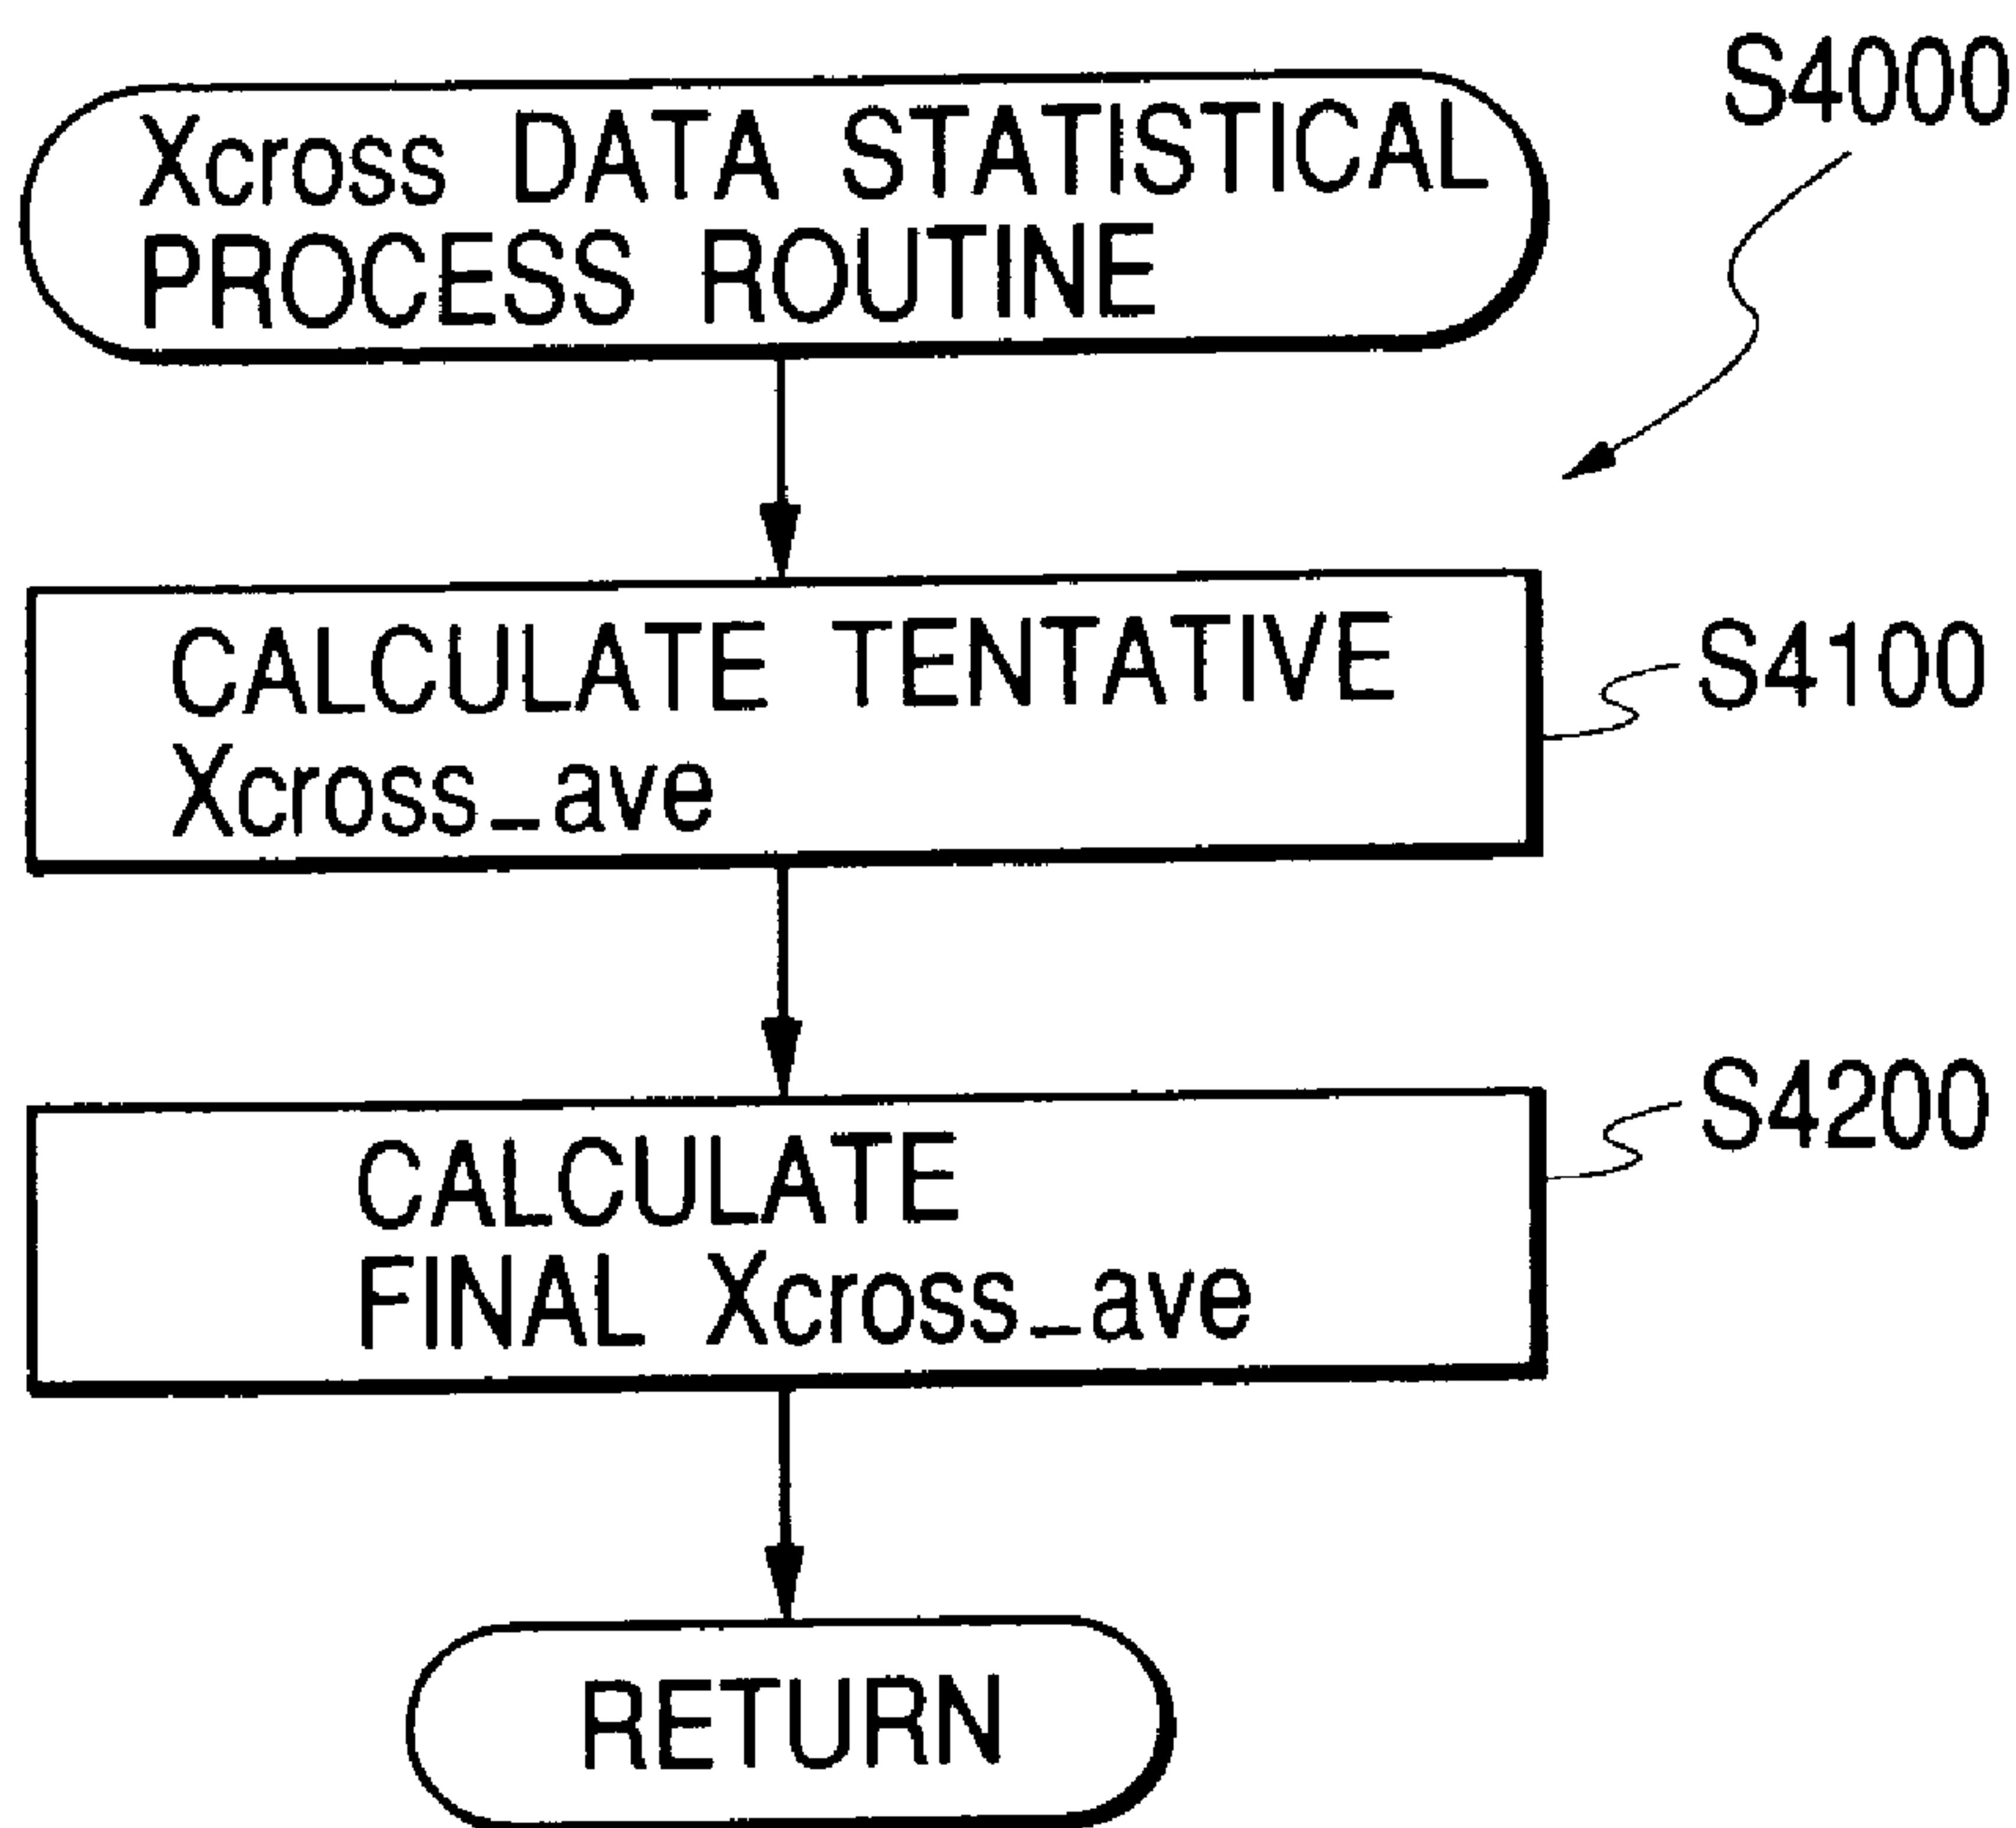 S4000
Xcross DATA STATISTICAL
PROCESS ROUTINE
CALCULATE TENTATIVE
Xcross_ave
S4100
CALCULATE
FINAL Xcross_ave
S4200
RETURN